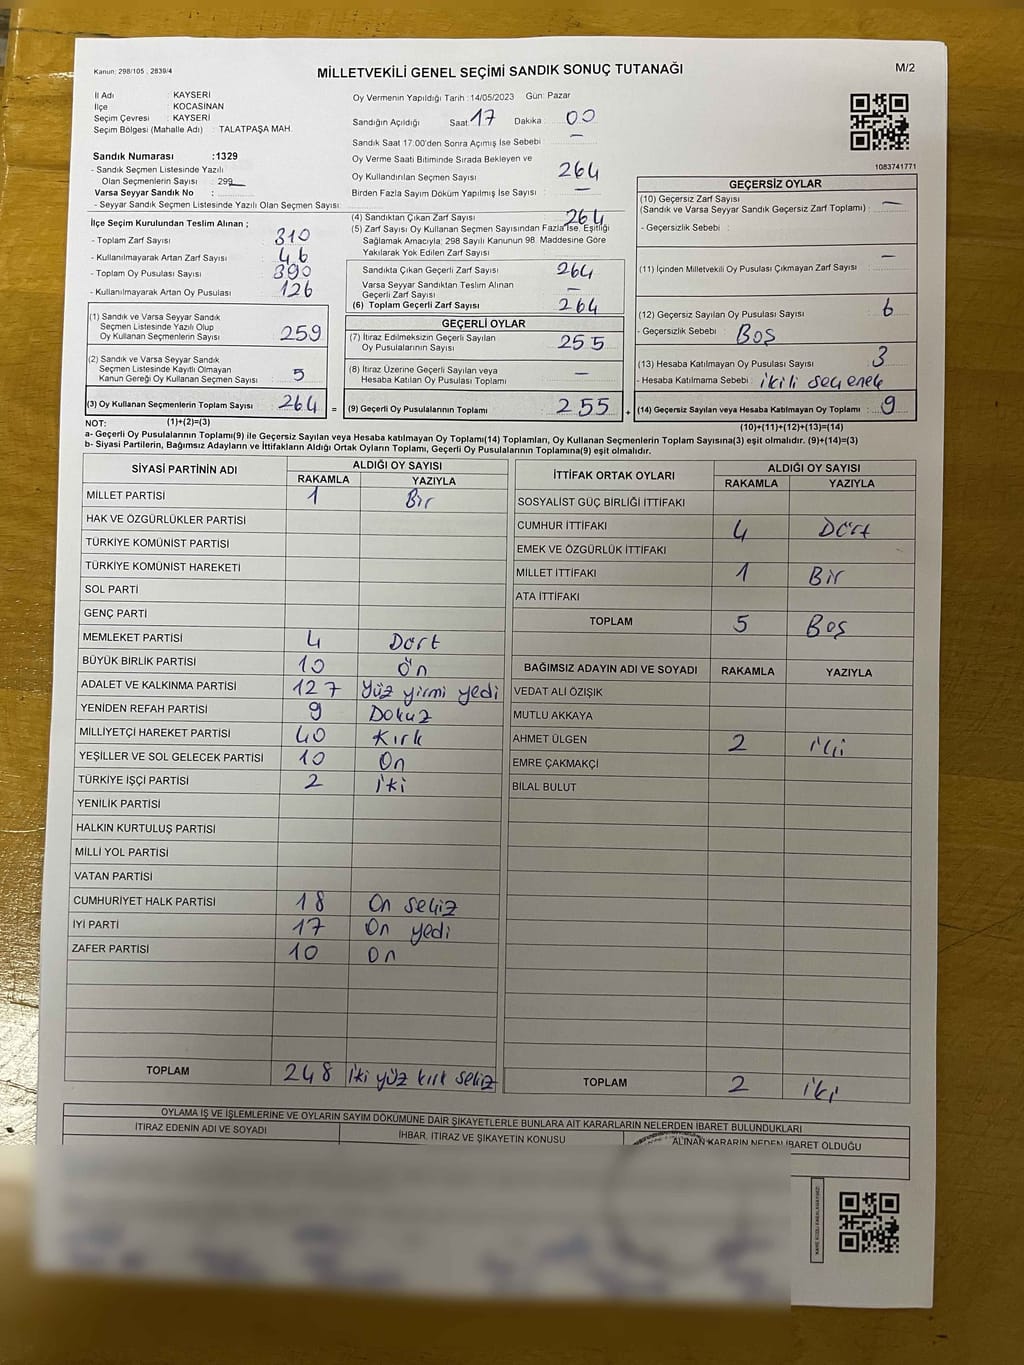 Kanun: 298/105 , 2839/4
MİLLETVEKİLİ GENEL SEÇİMİ SANDIK SONUÇ TUTANAĞI
M/2
İl Adı : KAYSERİ
İlçe : KOCASİNAN
Seçim Çevresi : KAYSERİ
Seçim Bölgesi (Mahalle Adı) : TALATPAŞA MAH.
Sandık Numarası :1329
- Sandık Seçmen Listesinde Yazılı
Olan Seçmenlerin Sayısı : 299
Varsa Seyyar Sandık No :
- Seyyar Sandık Seçmen Listesinde Yazılı Olan Seçmen Sayısı:
İlçe Seçim Kurulundan Teslim Alınan ;
- Toplam Zarf Sayısı : 310
- Kullanılmayarak Artan Zarf Sayısı : 46
- Toplam Oy Pusulası Sayısı : 390
- Kullanılmayarak Artan Oy Pusulası : 126
(1) Sandık ve Varsa Seyyar Sandık
Seçmen Listesinde Yazılı Olup
Oy Kullanan Seçmenlerin Sayısı : 259
(2) Sandık ve Varsa Seyyar Sandık
Seçmen Listesinde Kayıtlı Olmayan
Kanun Gereği Oy Kullanan Seçmen Sayısı : 5
(3) Oy Kullanan Seçmenlerin Toplam Sayısı : 264 =
(1)+(2)=(3)
Oy Vermenin Yapıldığı Tarih :14/05/2023 Gün: Pazar
Sandığın Açıldığı Saat: 17 Dakika : 00
Sandık Saat 17.00'den Sonra Açımış İse Sebebi : —
Oy Verme Saati Bitiminde Sırada Bekleyen ve
Oy Kullandırılan Seçmen Sayısı : 264
Birden Fazla Sayım Döküm Yapılmış İse Sayısı : —
(4) Sandıktan Çıkan Zarf Sayısı : 264
(5) Zarf Sayısı Oy Kullanan Seçmen Sayısından Fazla İse, Eşitliği
Sağlamak Amacıyla; 298 Sayılı Kanunun 98. Maddesine Göre
Yakılarak Yok Edilen Zarf Sayısı :
Sandıkta Çıkan Geçerli Zarf Sayısı : 264
Varsa Seyyar Sandıktan Teslim Alınan
Geçerli Zarf Sayısı : —
(6) Toplam Geçerli Zarf Sayısı : 264
GEÇERLİ OYLAR
(7) İtiraz Edilmeksizin Geçerli Sayılan
Oy Pusulalarının Sayısı : 255
(8) İtiraz Üzerine Geçerli Sayılan veya
Hesaba Katılan Oy Pusulası Toplamı : —
(9) Geçerli Oy Pusulalarının Toplamı : 255 +
1083741771
GEÇERSİZ OYLAR
(10) Geçersiz Zarf Sayısı
(Sandık ve Varsa Seyyar Sandık Geçersiz Zarf Toplamı) : —
- Geçersizlik Sebebi :
(11) İçinden Milletvekili Oy Pusulası Çıkmayan Zarf Sayısı : —
(12) Geçersiz Sayılan Oy Pusulası Sayısı : 6
- Geçersizlik Sebebi : Boş
(13) Hesaba Katılmayan Oy Pusulası Sayısı : 3
- Hesaba Katılmama Sebebi : ikili seçenek
(14) Geçersiz Sayılan veya Hesaba Katılmayan Oy Toplamı : 9
(10)+(11)+(12)+(13)=(14)
NOT:
a- Geçerli Oy Pusulalarının Toplamı(9) ile Geçersiz Sayılan veya Hesaba katılmayan Oy Toplamı(14) Toplamları, Oy Kullanan Seçmenlerin Toplam Sayısına(3) eşit olmalıdır. (9)+(14)=(3)
b- Siyasi Partilerin, Bağımsız Adayların ve İttifakların Aldığı Ortak Oyların Toplamı, Geçerli Oy Pusulalarının Toplamına(9) eşit olmalıdır.
SİYASİ PARTİNİN ADI ALDIĞI OY SAYISI
RAKAMLA YAZIYLA
MİLLET PARTİSİ 1 Bir
HAK VE ÖZGÜRLÜKLER PARTİSİ
TÜRKİYE KOMÜNİST PARTİSİ
TÜRKİYE KOMÜNİST HAREKETİ
SOL PARTİ
GENÇ PARTİ
MEMLEKET PARTİSİ 4 Dört
BÜYÜK BİRLİK PARTİSİ 10 Ön
ADALET VE KALKINMA PARTİSİ 127 Yüz yirmi yedi
YENİDEN REFAH PARTİSİ 9 Dokuz
MİLLİYETÇİ HAREKET PARTİSİ 40 Kırk
YEŞİLLER VE SOL GELECEK PARTİSİ 10 On
TÜRKİYE İŞÇİ PARTİSİ 2 İki
YENİLİK PARTİSİ
HALKIN KURTULUŞ PARTİSİ
MİLLİ YOL PARTİSİ
VATAN PARTİSİ
CUMHURİYET HALK PARTİSİ 18 On sekiz
İYİ PARTİ 17 On yedi
ZAFER PARTİSİ 10 On
TOPLAM 248 İki yüz kırk sekiz
İTTİFAK ORTAK OYLARI ALDIĞI OY SAYISI
RAKAMLA YAZIYLA
SOSYALİST GÜÇ BİRLİĞİ İTTİFAKI
CUMHUR İTTİFAKI 4 Dört
EMEK VE ÖZGÜRLÜK İTTİFAKI
MİLLET İTTİFAKI 1 Bir
ATA İTTİFAKI
TOPLAM 5 Boş
BAĞIMSIZ ADAYIN ADI VE SOYADI RAKAMLA YAZIYLA
VEDAT ALİ ÖZIŞIK
MUTLU AKKAYA
AHMET ÜLGEN 2 iki
EMRE ÇAKMAKÇİ
BİLAL BULUT
TOPLAM 2 iki
OYLAMA İŞ VE İŞLEMLERİNE VE OYLARIN SAYIM DÖKÜMÜNE DAİR ŞİKAYETLERLE BUNLARA AİT KARARLARIN NELERDEN İBARET BULUNDUKLARI
İTİRAZ EDENİN ADI VE SOYADI İHBAR, İTİRAZ VE ŞİKAYETİN KONUSU ALINAN KARARIN NEDEN İBARET OLDUĞU